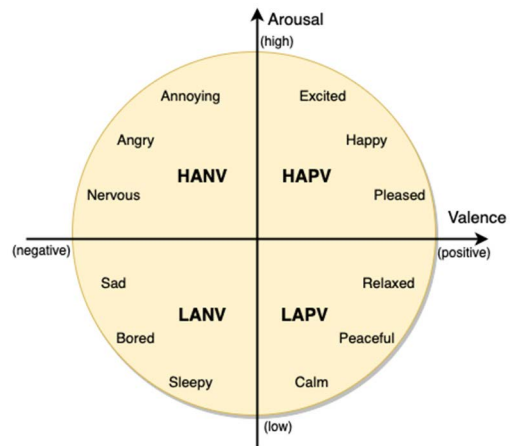 Arousal
(high)
Annoying
Excited
Angry
Happy
HANV
HAPV
Nervous
Pleased
Valence
(negative)
(positive)
Sad
Relaxed
LANV
LAPV
Bored
Peaceful
Sleepy
Calm
(low)